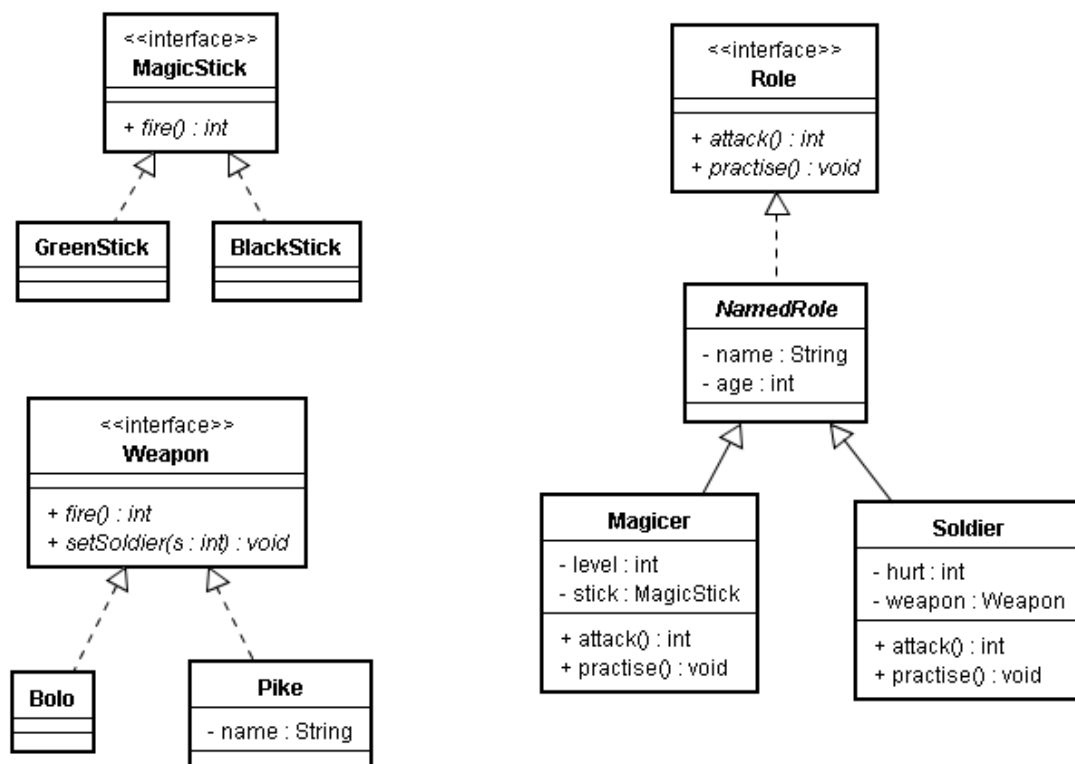 <<interface>>
MagicStick
+ fire() : int
GreenStick
BlackStick
<<interface>>
Weapon
+ fire() : int
+ setSoldier(s : int) : void
Bolo
Pike
- name : String
<<interface>>
Role
+ attack() : int
+ practise() : void
NamedRole
- name : String
- age : int
Magicer
- level : int
- stick : MagicStick
+ attack() : int
+ practise() : void
Soldier
- hurt : int
- weapon : Weapon
+ attack() : int
+ practise() : void